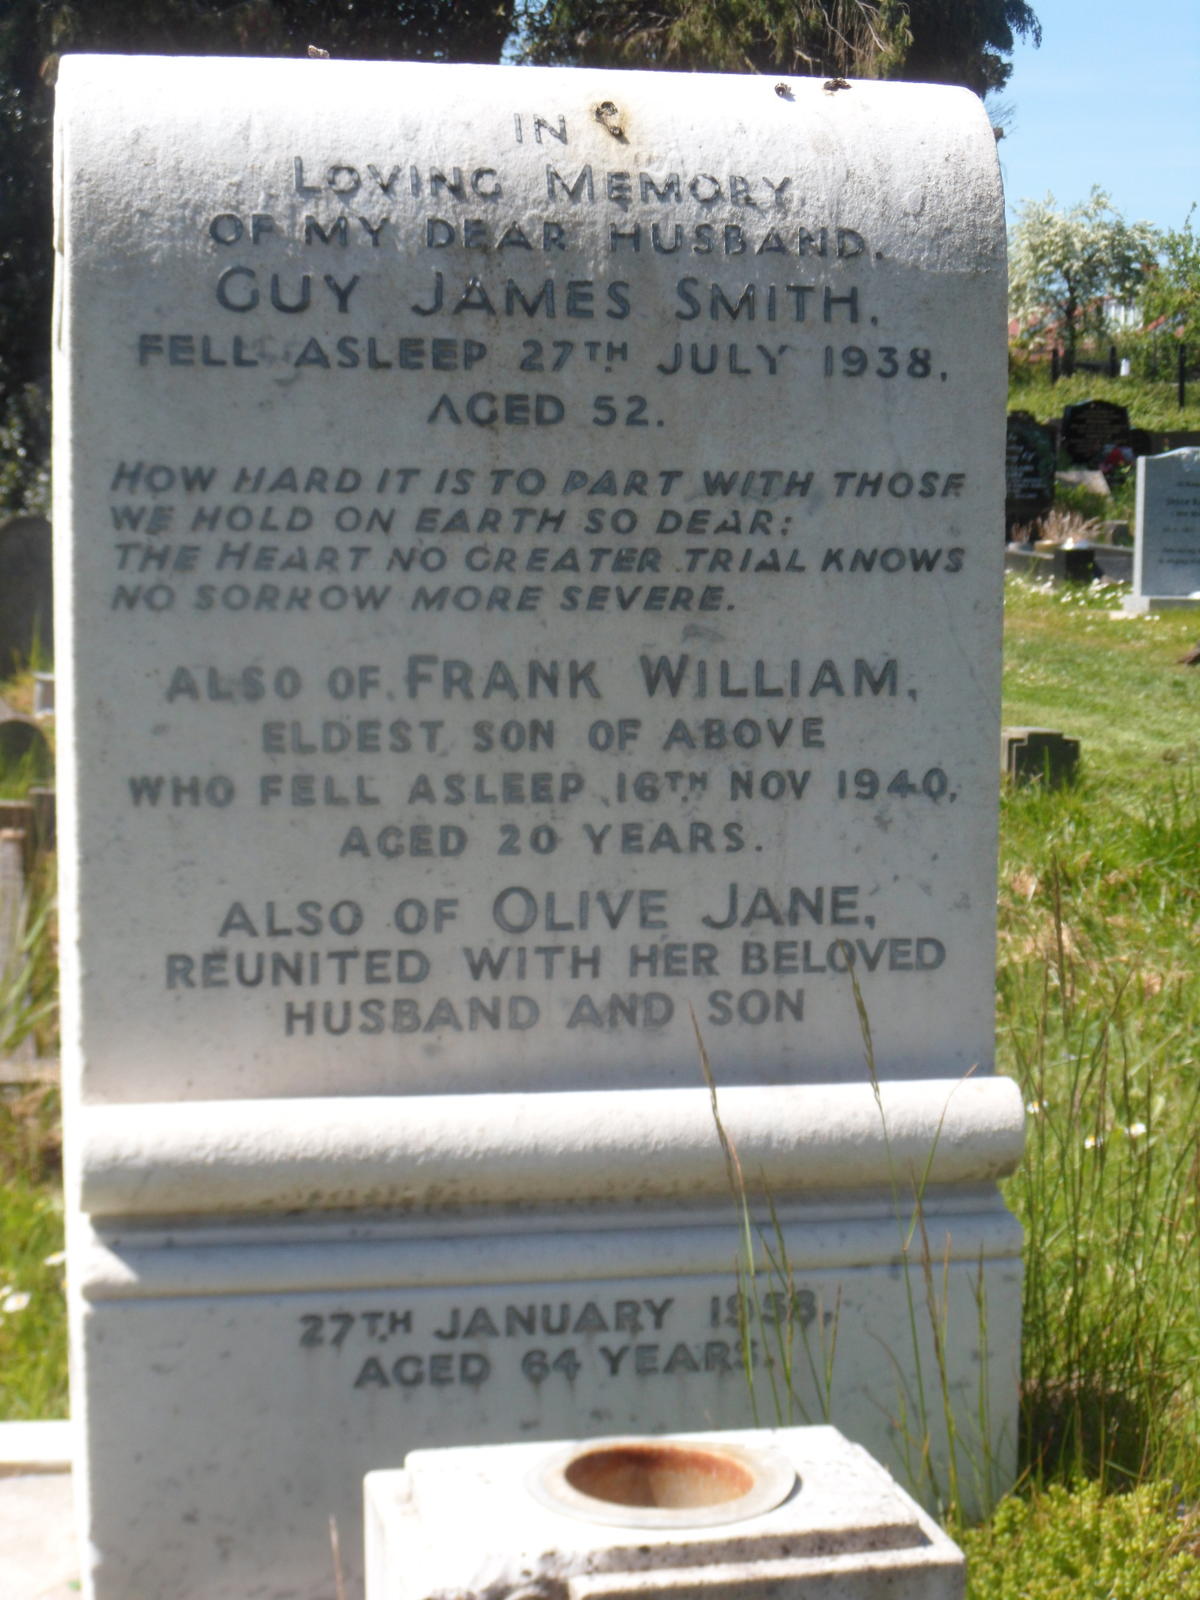 IN
LOVING MEMORY
OF MY DEAR HUSBAND.
GUY JAMES SMITH.
FELL ASLEEP 27TH JULY 1938,
AGED 52.
HOW HARD IT IS TO PART WITH THOSE
WE HOLD ON EARTH SO DEAR:
THE HEART NO GREATER TRIAL KNOWS
NO SORROW MORE SEVERE.
ALSO OF FRANK WILLIAM,
ELDEST SON OF ABOVE
WHO FELL ASLEEP 16TH NOV 1940,
AGED 20 YEARS.
ALSO OF OLIVE JANE,
REUNITED WITH HER BELOVED
HUSBAND AND SON
27TH JANUARY 1958,
AGED 64 YEARS.